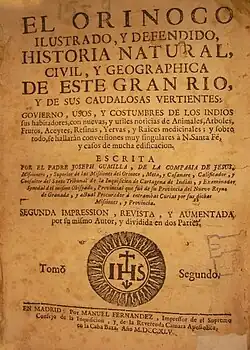 EL ORINOCO
ILUSTRADO, Y DEFENDIDO,
HISTORIA NATURAL,
CIVIL, Y GEOGRAPHICA
DE ESTE GRAN RIO,
Y DE SUS CAUDALOSAS VERTIENTES:
GOVIERNO, USOS, Y COSTUMBRES DE LOS INDIOS
sus habitadores, con nuevas, y utiles noticias de Animales, Arboles,
Frutos, Aceytes, Resinas, Yervas, y Raices medicinales: y sobre
todo, se hallaràn conversiones muy singulares à N. Santa Fé,
y casos de mucha edificacion.
ESCRITA
POR EL PADRE JOSEPH GUMILLA, DE LA COMPAÑIA DE JESUS,
Missionero, y Superior de las Missiones del Orinoco, Meta, y Casanare, Calificador, y
Consultor del Santo Tribunal de la Inquisicion de Cartagena de Indias, y Examinador
Synodal del mismo Obispado, Provincial que fuè de su Provincia del Nuevo Reyno
de Granada, y actual Procurador à entrambas Curias, por sus dichas
Missiones, y Provincia.
SEGUNDA IMPRESSION, REVISTA, Y AUMENTADA
por su mismo Autor, y dividida en dos Partes.
Tomo IHS Segundo.
EN MADRID: Por MANUEL FERNANDEZ, Impressor de el Supremo
Consejo de la Inquisicion, y de la Reverenda Camara Apostolica,
en la Caba Baxa, Año M.DCC.XLV.